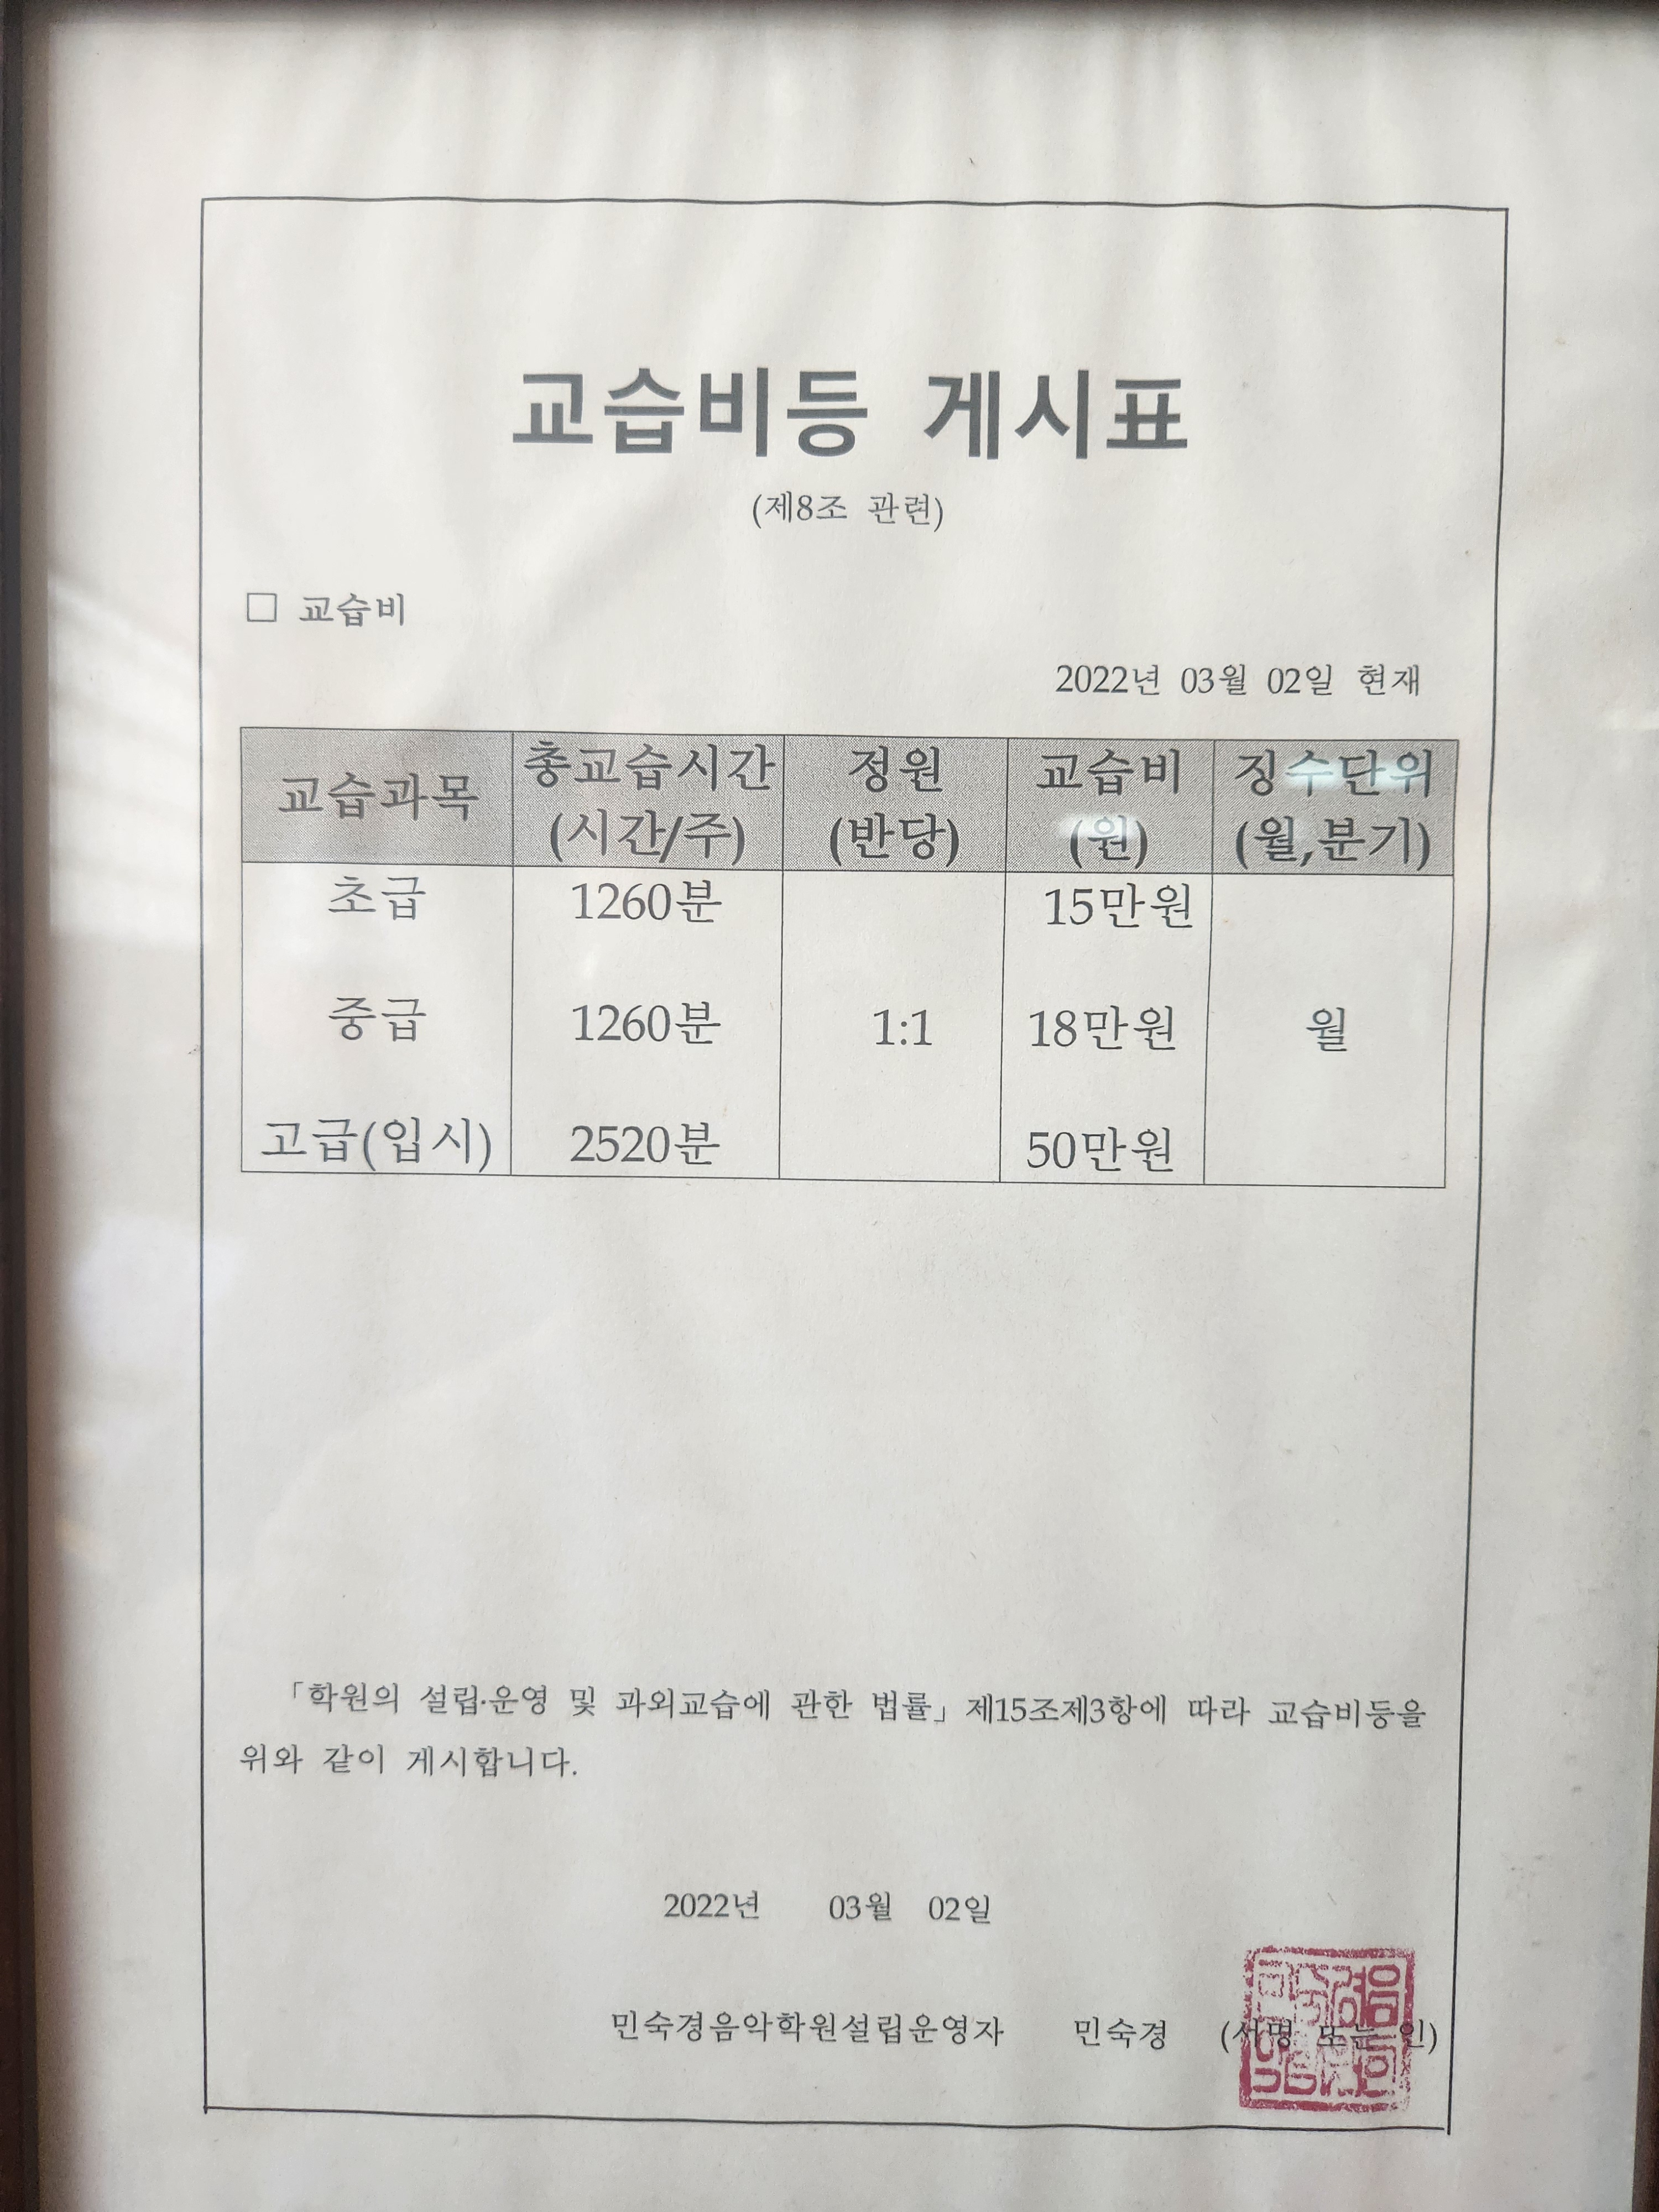 교습비등 게시표
(제8조 관련)
□ 교습비
2022년 03월 02일 현재
교습과목 총교습시간 (시간/주) 정원 (반당) 교습비 (원) 징수단위 (월,분기)
초급 1260분 15만원
중급 1260분 1:1 18만원 월
고급(입시) 2520분 50만원
「학원의 설립·운영 및 과외교습에 관한 법률」제15조제3항에 따라 교습비등을
위와 같이 게시합니다.
2022년 03월 02일
민숙경음악학원설립운영자 민숙경 (서명 또는 인)